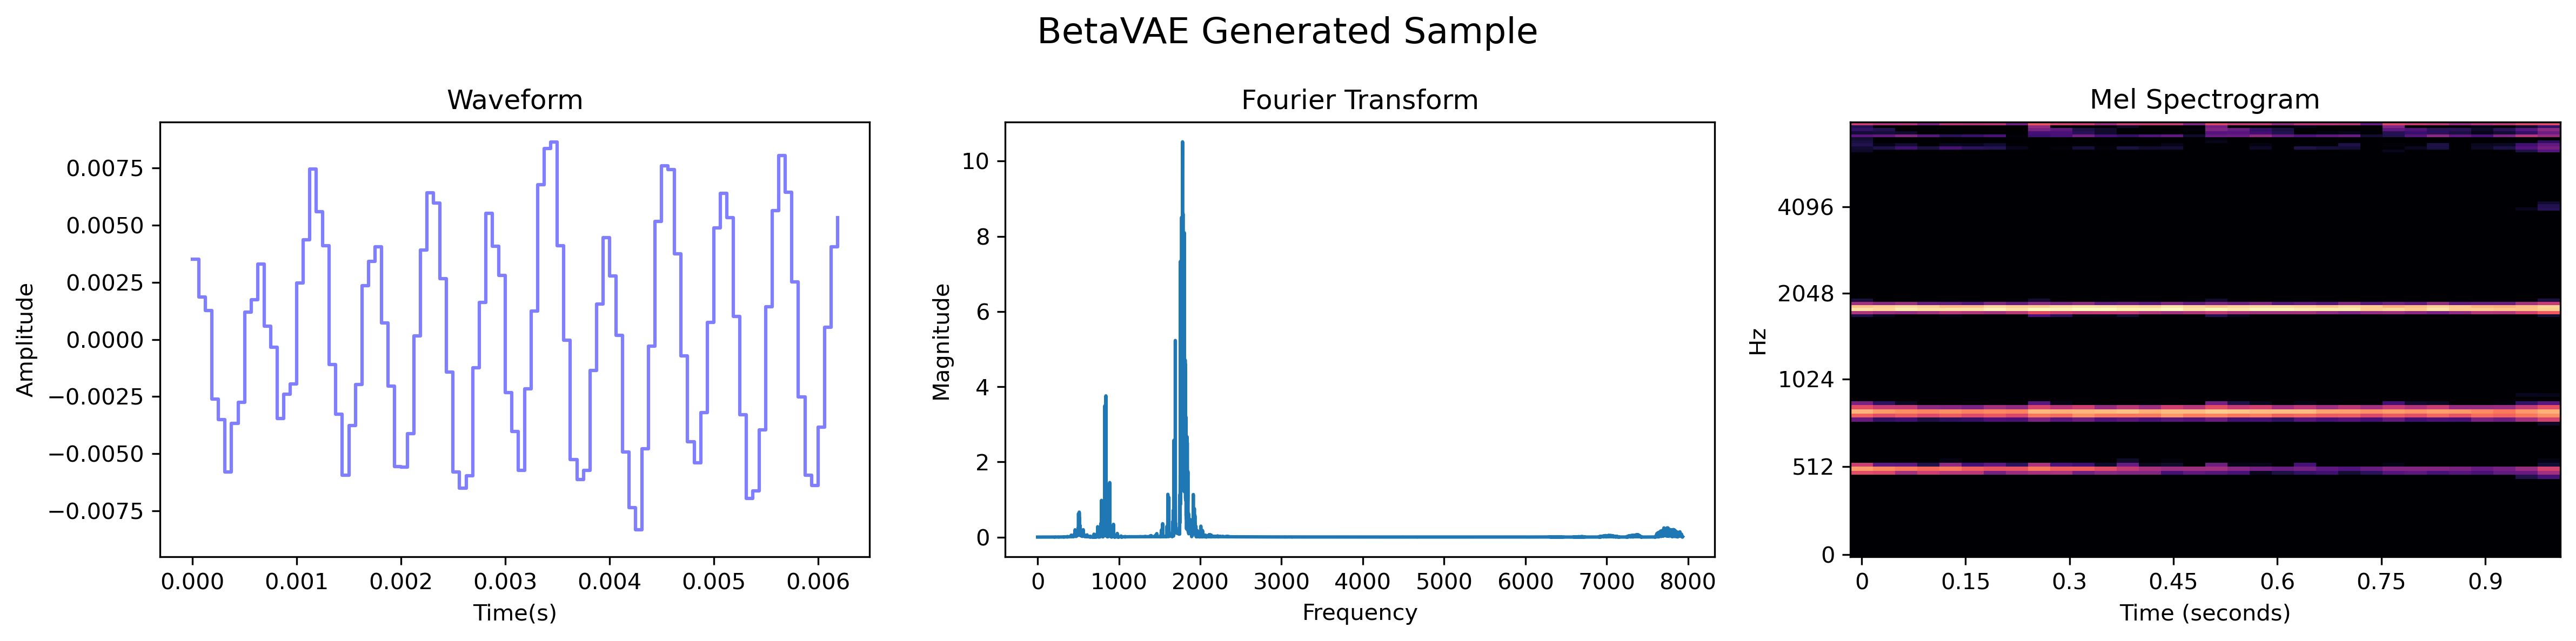 BetaVAE Generated Sample
Waveform
Amplitude
0.0075
0.0050
0.0025
0.0000
−0.0025
−0.0050
−0.0075
0.000 0.001 0.002 0.003 0.004 0.005 0.006
Time(s)
Fourier Transform
Magnitude
10
8
6
4
2
0
0 1000 2000 3000 4000 5000 6000 7000 8000
Frequency
Mel Spectrogram
Hz
4096
2048
1024
512
0
0 0.15 0.3 0.45 0.6 0.75 0.9
Time (seconds)